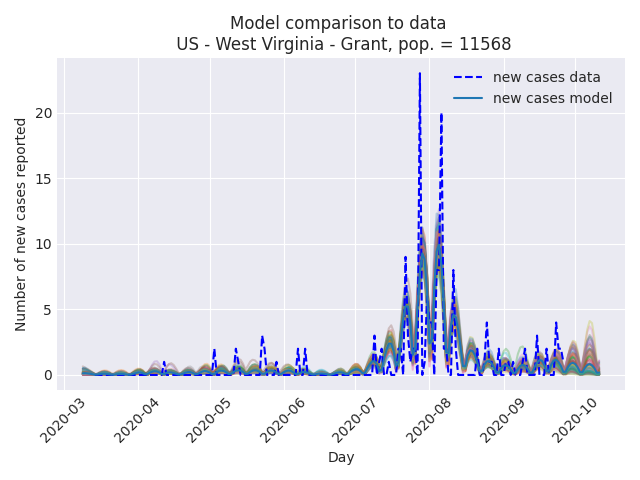 Model comparison to data
US - West Virginia - Grant, pop. = 11568
new cases data
new cases model
Number of new cases reported
20
15
10
5
0
2020-03
2020-04
2020-05
2020-06
2020-07
2020-08
2020-09
2020-10
Day